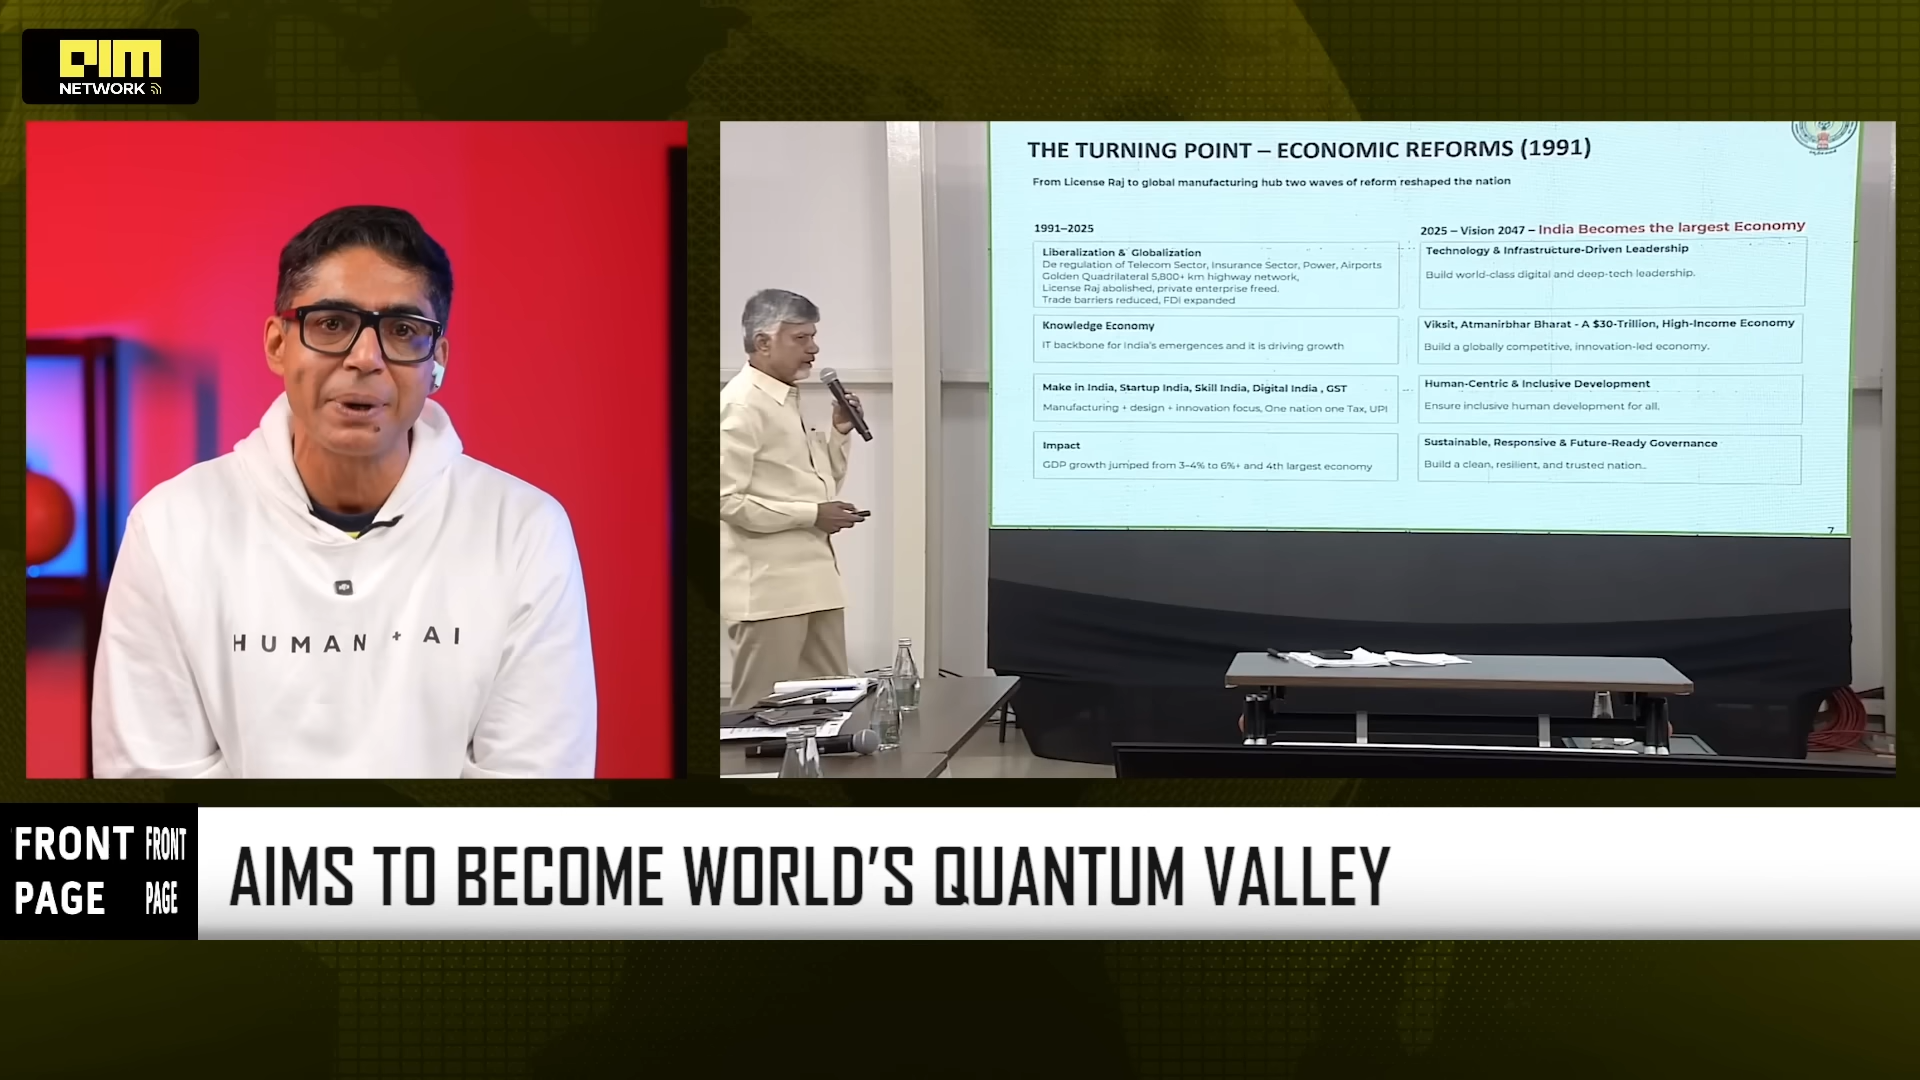 AIM
NETWORK
HUMAN + AI
THE TURNING POINT – ECONOMIC REFORMS (1991)
From License Raj to global manufacturing hub two waves of reform reshaped the nation
1991–2025
Liberalization & Globalization
De regulation of Telecom Sector, Insurance Sector, Power, Airports
Golden Quadrilateral 5,800+ km highway network,
License Raj abolished, private enterprise freed.
Trade barriers reduced, FDI expanded
Knowledge Economy
IT backbone for India's emergences and it is driving growth
Make in India, Startup India, Skill India, Digital India , GST
Manufacturing + design + innovation focus, One nation one Tax, UPI
Impact
GDP growth jumped from 3–4% to 6%+ and 4th largest economy
2025 – Vision 2047 – India Becomes the largest Economy
Technology & Infrastructure-Driven Leadership
Build world-class digital and deep-tech leadership.
Viksit, Atmanirbhar Bharat - A $30-Trillion, High-Income Economy
Build a globally competitive, innovation-led economy.
Human-Centric & Inclusive Development
Ensure inclusive human development for all.
Sustainable, Responsive & Future-Ready Governance
Build a clean, resilient, and trusted nation..
7
FRONT FRONT
PAGE PAGE
AIMS TO BECOME WORLD'S QUANTUM VALLEY